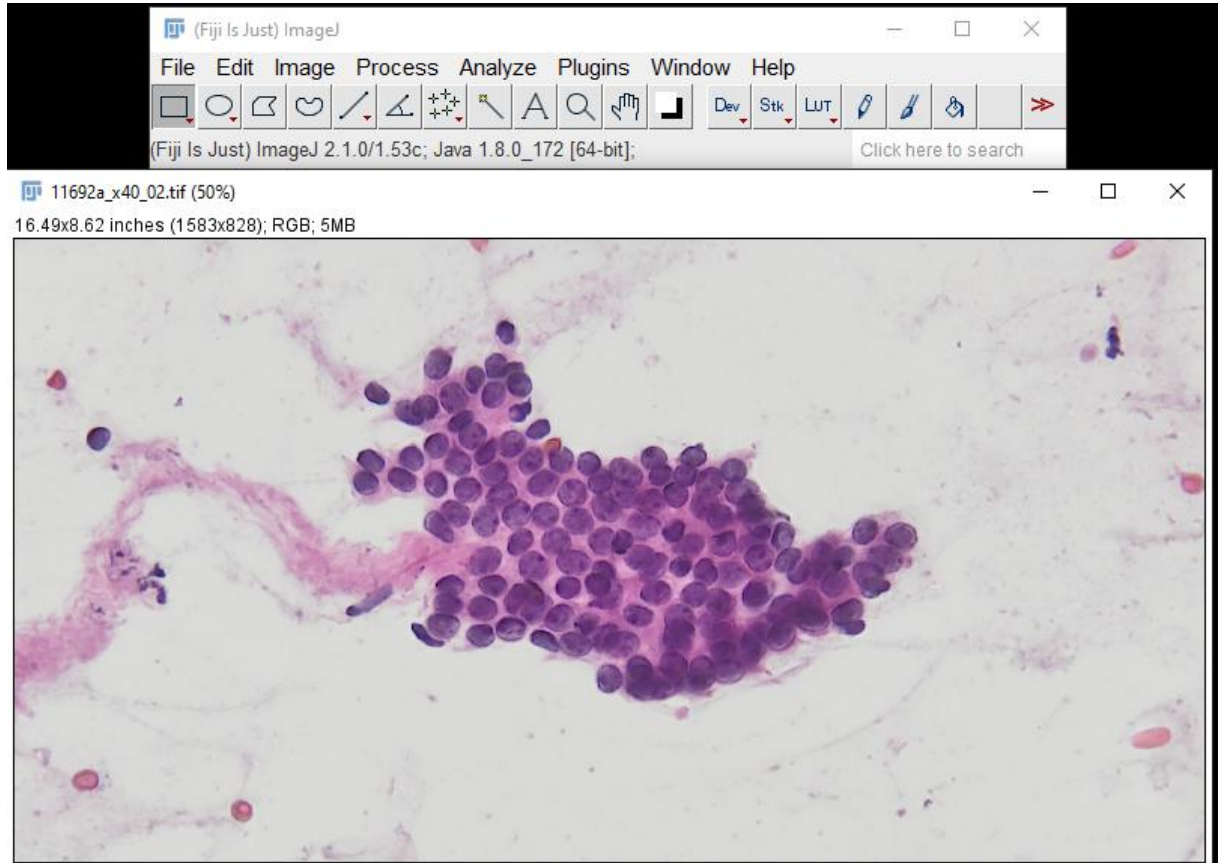 (Fiji Is Just) ImageJ
File Edit Image Process Analyze Plugins Window Help
A Dev Stk LUT >>
(Fiji Is Just) ImageJ 2.1.0/1.53c; Java 1.8.0_172 [64-bit]; Click here to search
11692a_x40_02.tif (50%)
16.49x8.62 inches (1583x828); RGB; 5MB